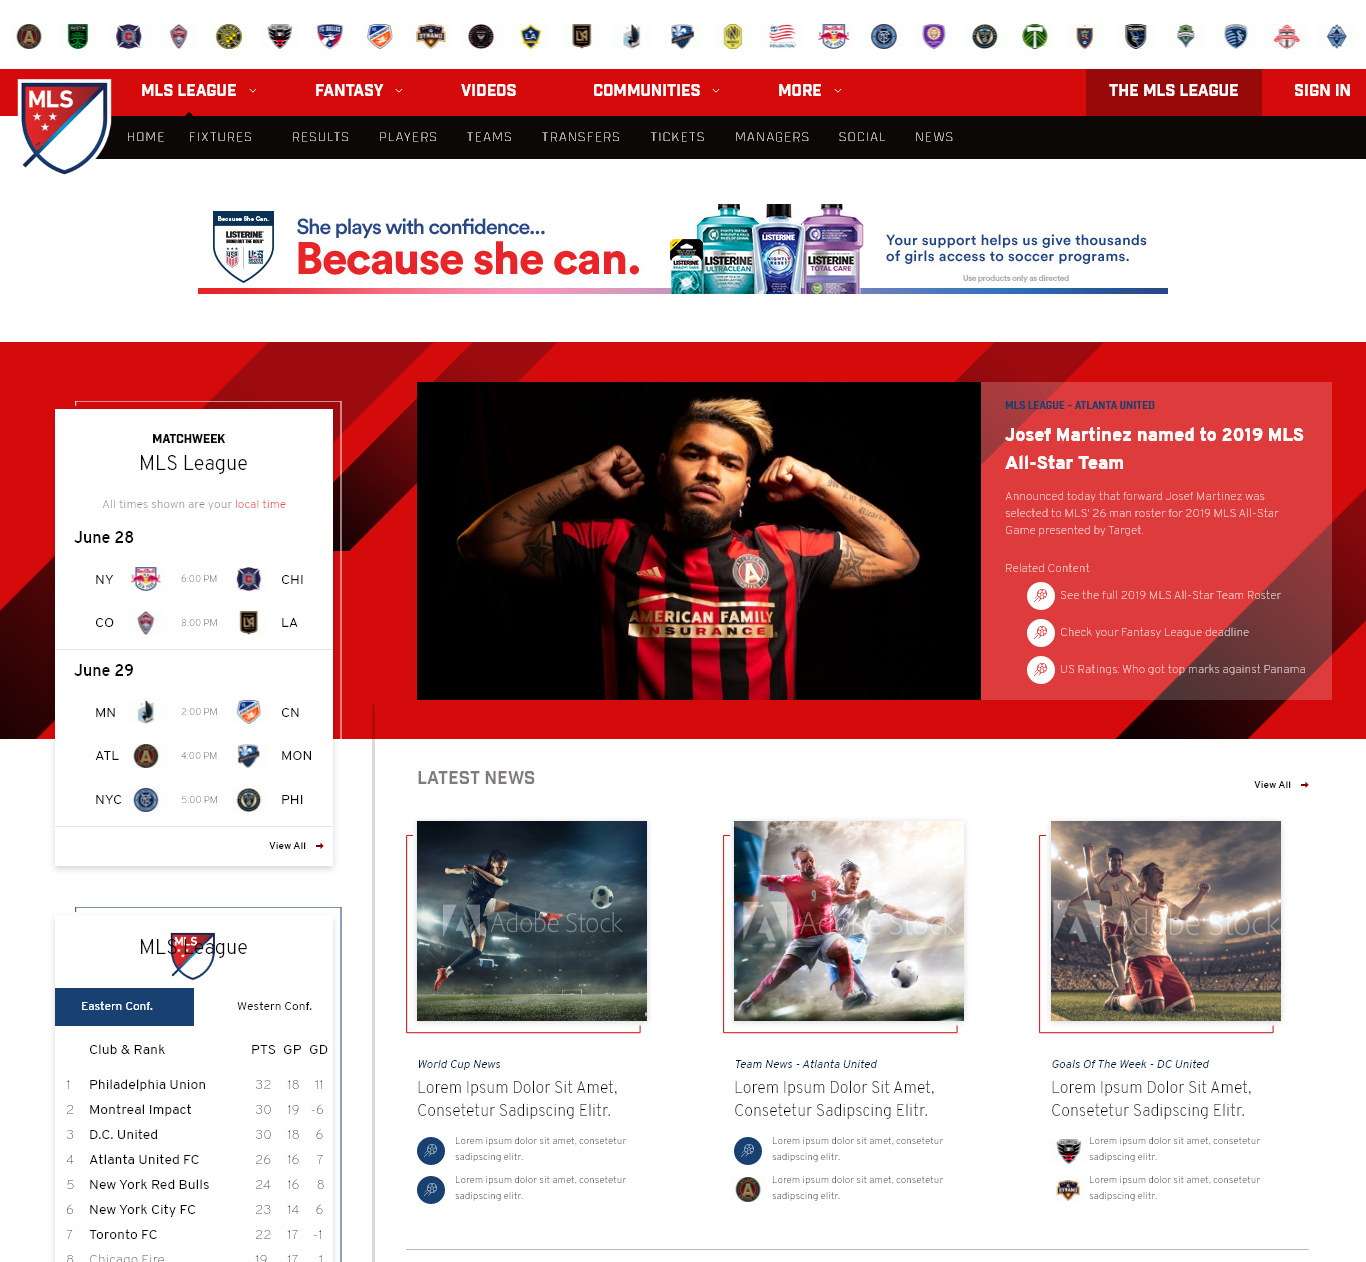 MLS LEAGUE
FANTASY
VIDEOS
COMMUNITIES
MORE
THE MLS LEAGUE
SIGN IN
MLS
HOME
FIXTURES
RESULTS
PLAYERS
TEAMS
TRANSFERS
TICKETS
MANAGERS
SOCIAL
NEWS
Because She Can.
LISTERINE
She plays with confidence...
Because she can.
LISTERINE
LISTERINE
ULTRACLEAN
LISTERINE
NIGHTLY
RESET
LISTERINE
TOTAL CARE
Your support helps us give thousands
of girls access to soccer programs.
Use products only as directed
MATCHWEEK
MLS League
All times shown are your local time
June 28
NY 6:00 PM CHI
CO 8:00 PM LA
June 29
MN 2:00 PM CN
ATL 4:00 PM MON
NYC 5:00 PM PHI
View All
AMERICAN FAMILY
INSURANCE
MLS LEAGUE - ATLANTA UNITED
Josef Martinez named to 2019 MLS
All-Star Team
Announced today that forward Josef Martinez was
selected to MLS' 26 man roster for 2019 MLS All-Star
Game presented by Target.
Related Content
See the full 2019 MLS All-Star Team Roster
Check your Fantasy League deadline
US Ratings: Who got top marks against Panama
MLS League
MLS
Eastern Conf.
Western Conf.
Club & Rank PTS GP GD
1 Philadelphia Union 32 18 11
2 Montreal Impact 30 19 -6
3 D.C. United 30 18 6
4 Atlanta United FC 26 16 7
5 New York Red Bulls 24 16 8
6 New York City FC 23 14 6
7 Toronto FC 22 17 -1
8 Chicago Fire 19 17 1
LATEST NEWS
View All
Adobe Stock
Adobe Stock
Adobe Stock
World Cup News
Lorem Ipsum Dolor Sit Amet,
Consetetur Sadipscing Elitr.
Lorem ipsum dolor sit amet, consetetur
sadipscing elitr.
Lorem ipsum dolor sit amet, consetetur
sadipscing elitr.
Team News - Atlanta United
Lorem Ipsum Dolor Sit Amet,
Consetetur Sadipscing Elitr.
Lorem ipsum dolor sit amet, consetetur
sadipscing elitr.
Lorem ipsum dolor sit amet, consetetur
sadipscing elitr.
Goals Of The Week - DC United
Lorem Ipsum Dolor Sit Amet,
Consetetur Sadipscing Elitr.
Lorem ipsum dolor sit amet, consetetur
sadipscing elitr.
Lorem ipsum dolor sit amet, consetetur
sadipscing elitr.